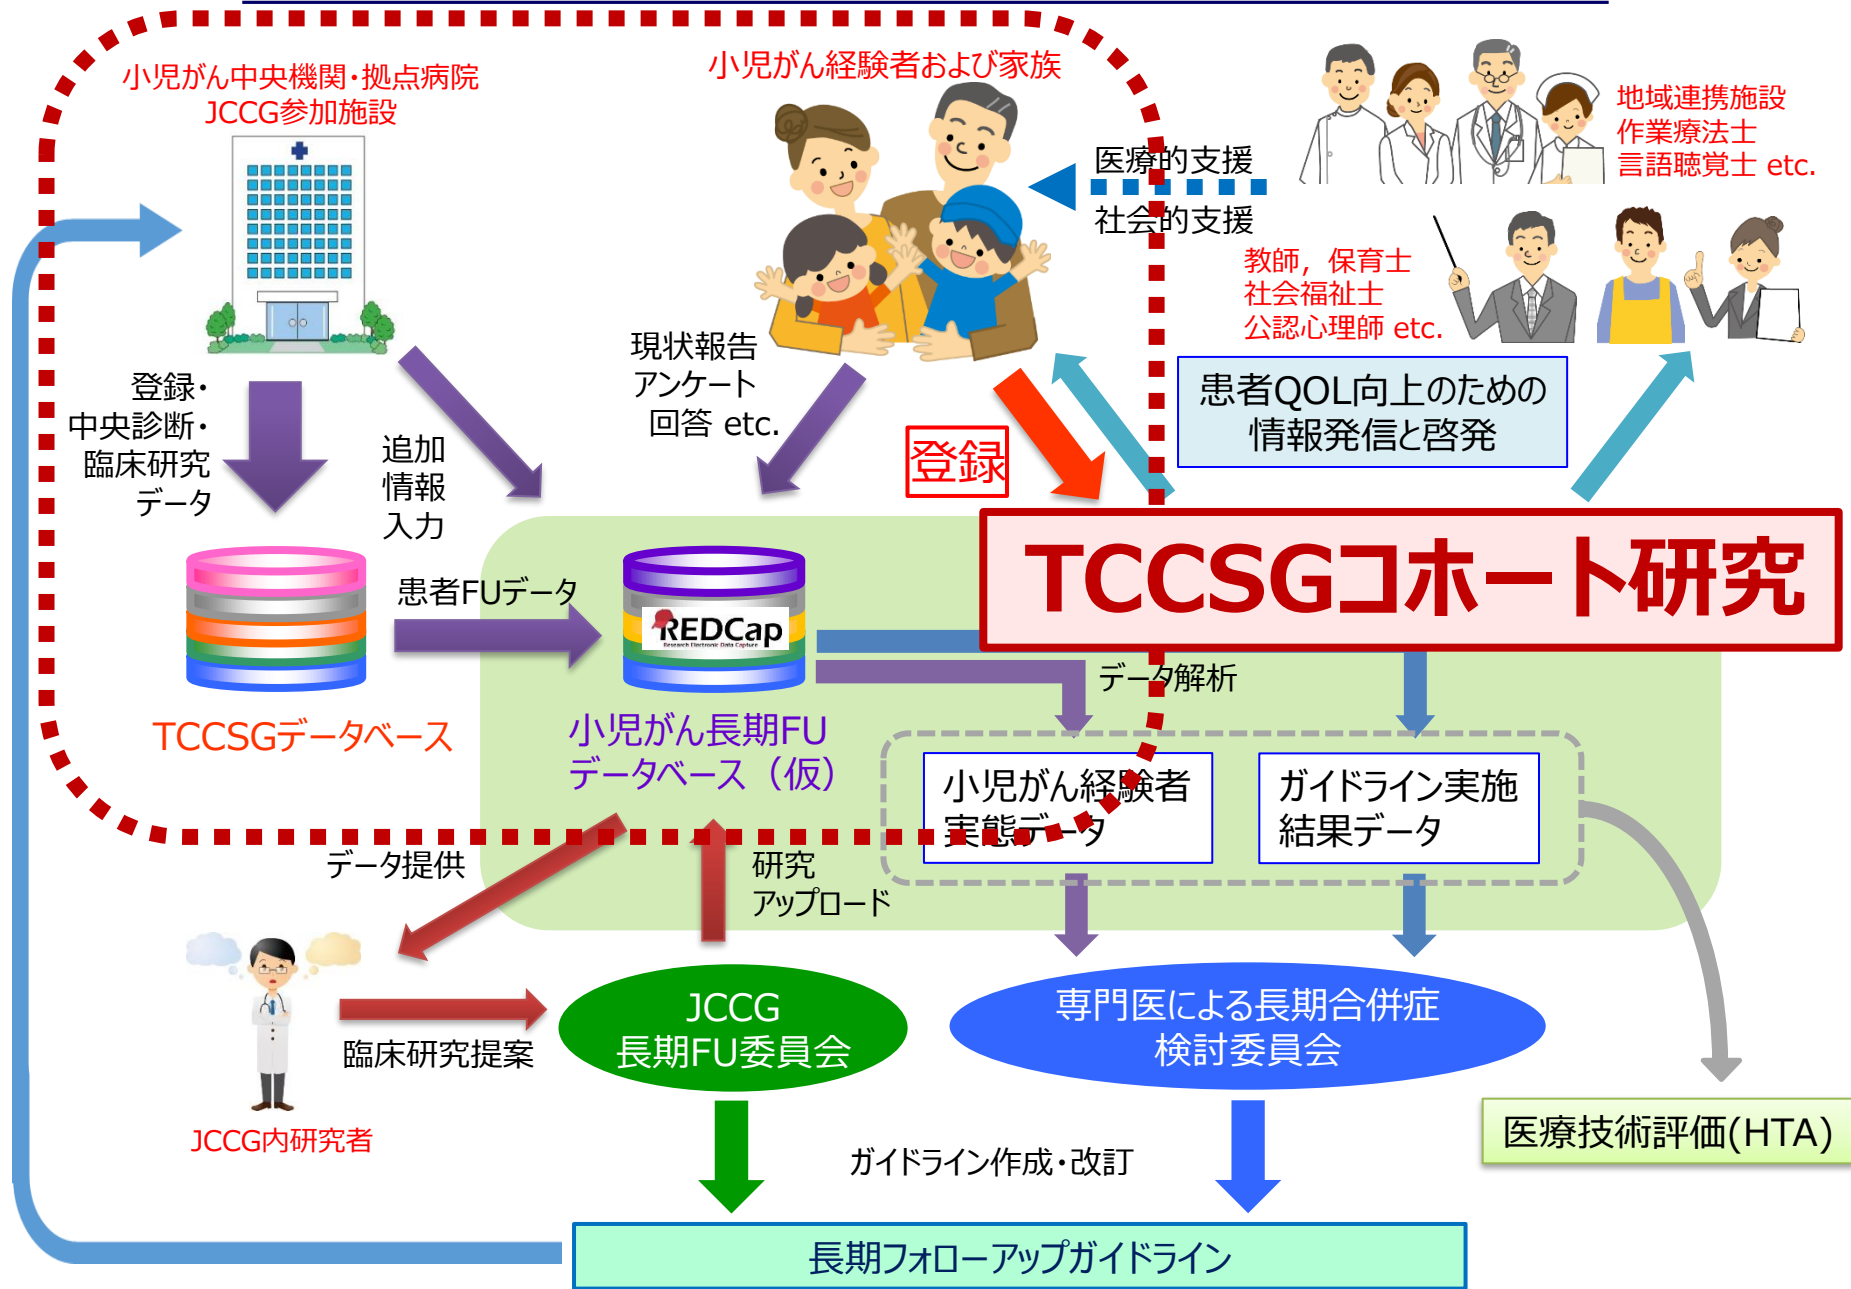 小児がん中央機関・拠点病院
JCCG参加施設
小児がん経験者および家族
地域連携施設
作業療法士
言語聴覚士 etc.
医療的支援
社会的支援
教師，保育士
社会福祉士
公認心理師 etc.
現状報告
アンケート
回答 etc.
登録・
中央診断・
臨床研究
データ
追加
情報
入力
登録
患者QOL向上のための
情報発信と啓発
TCCSGコホート研究
患者FUデータ
REDCap
Research Electronic Data Capture
データ解析
TCCSGデータベース
小児がん長期FU
データベース（仮）
小児がん経験者
実態データ
ガイドライン実施
結果データ
データ提供
研究
アップロード
JCCG
長期FU委員会
専門医による長期合併症
検討委員会
臨床研究提案
JCCG内研究者
医療技術評価(HTA)
ガイドライン作成・改訂
長期フォローアップガイドライン